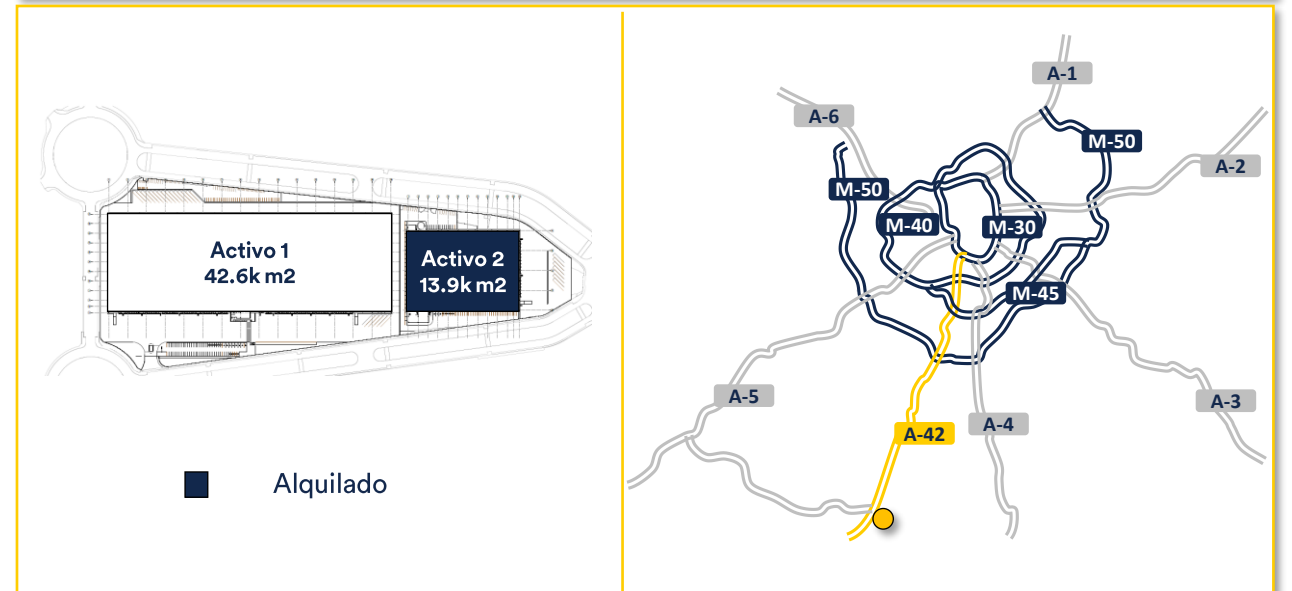 Activo 1
42.6k m2
Activo 2
13.9k m2
Alquilado
A-1
A-6
M-50
A-2
M-50
M-40
M-30
M-45
A-5
A-3
A-42
A-4